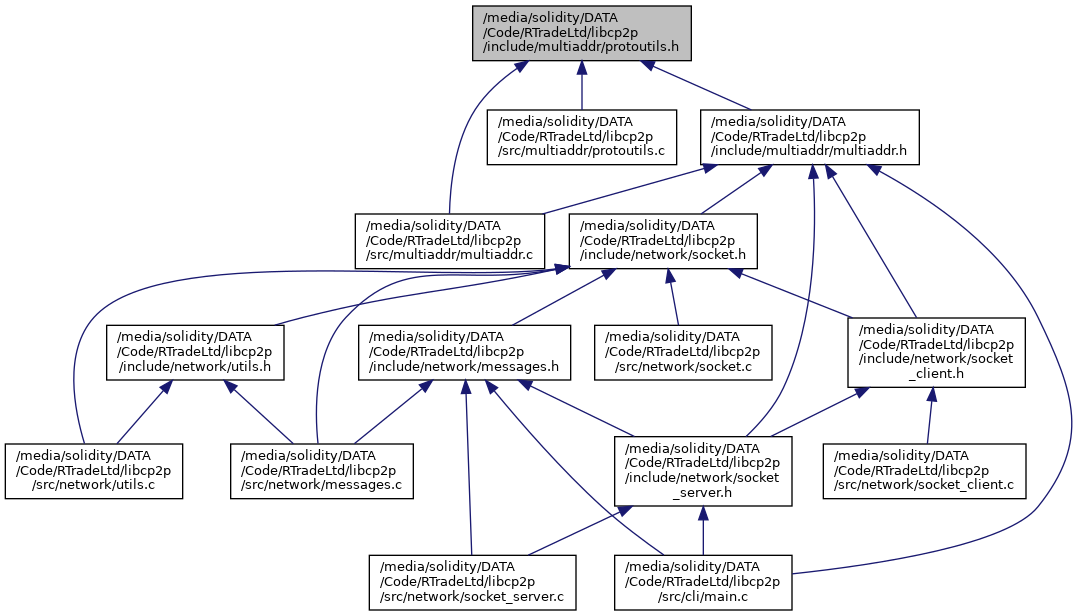 /media/solidity/DATA
/Code/RTradeLtd/libcp2p
/include/multiaddr/protoutils.h
/media/solidity/DATA
/Code/RTradeLtd/libcp2p
/src/multiaddr/protoutils.c
/media/solidity/DATA
/Code/RTradeLtd/libcp2p
/include/multiaddr/multiaddr.h
/media/solidity/DATA
/Code/RTradeLtd/libcp2p
/src/multiaddr/multiaddr.c
/media/solidity/DATA
/Code/RTradeLtd/libcp2p
/include/network/socket.h
/media/solidity/DATA
/Code/RTradeLtd/libcp2p
/include/network/utils.h
/media/solidity/DATA
/Code/RTradeLtd/libcp2p
/include/network/messages.h
/media/solidity/DATA
/Code/RTradeLtd/libcp2p
/src/network/socket.c
/media/solidity/DATA
/Code/RTradeLtd/libcp2p
/include/network/socket
_client.h
/media/solidity/DATA
/Code/RTradeLtd/libcp2p
/src/network/utils.c
/media/solidity/DATA
/Code/RTradeLtd/libcp2p
/src/network/messages.c
/media/solidity/DATA
/Code/RTradeLtd/libcp2p
/include/network/socket
_server.h
/media/solidity/DATA
/Code/RTradeLtd/libcp2p
/src/network/socket_client.c
/media/solidity/DATA
/Code/RTradeLtd/libcp2p
/src/network/socket_server.c
/media/solidity/DATA
/Code/RTradeLtd/libcp2p
/src/cli/main.c